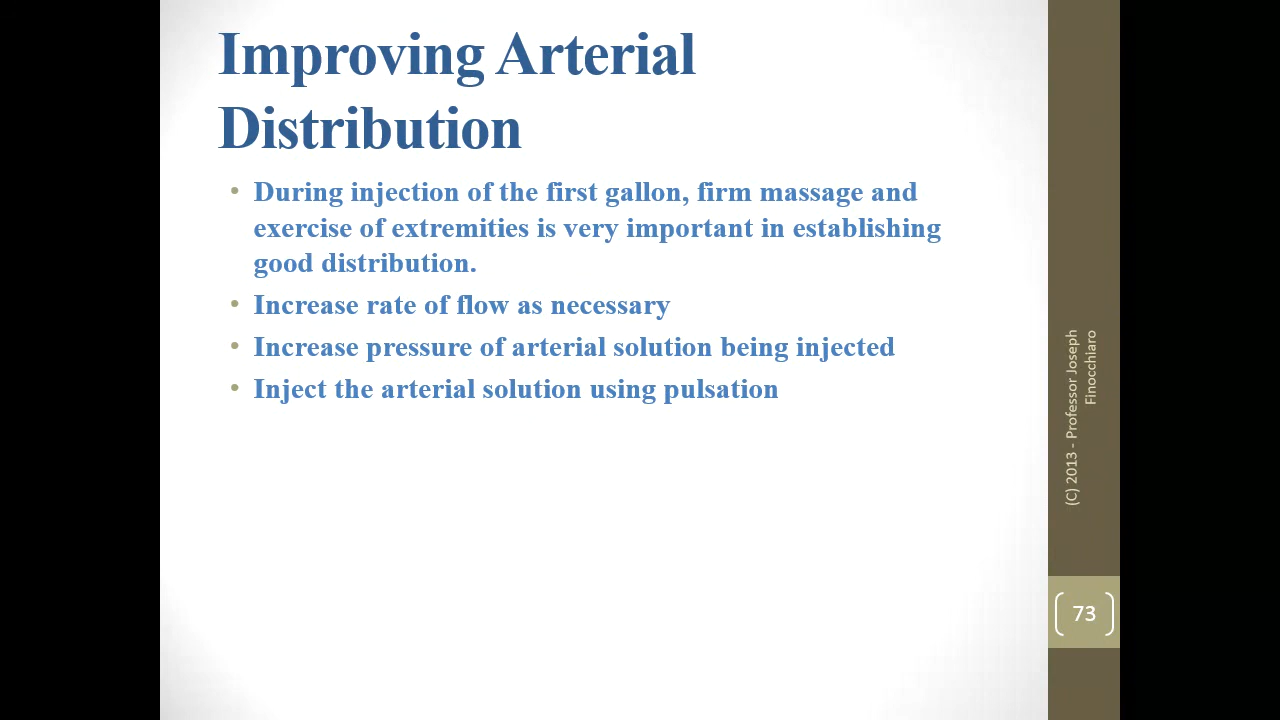 Improving Arterial
Distribution
• During injection of the first gallon, firm massage and
exercise of extremities is very important in establishing
good distribution.
• Increase rate of flow as necessary
• Increase pressure of arterial solution being injected
• Inject the arterial solution using pulsation
(C) 2013 - Professor Joseph
Finocchiaro
73